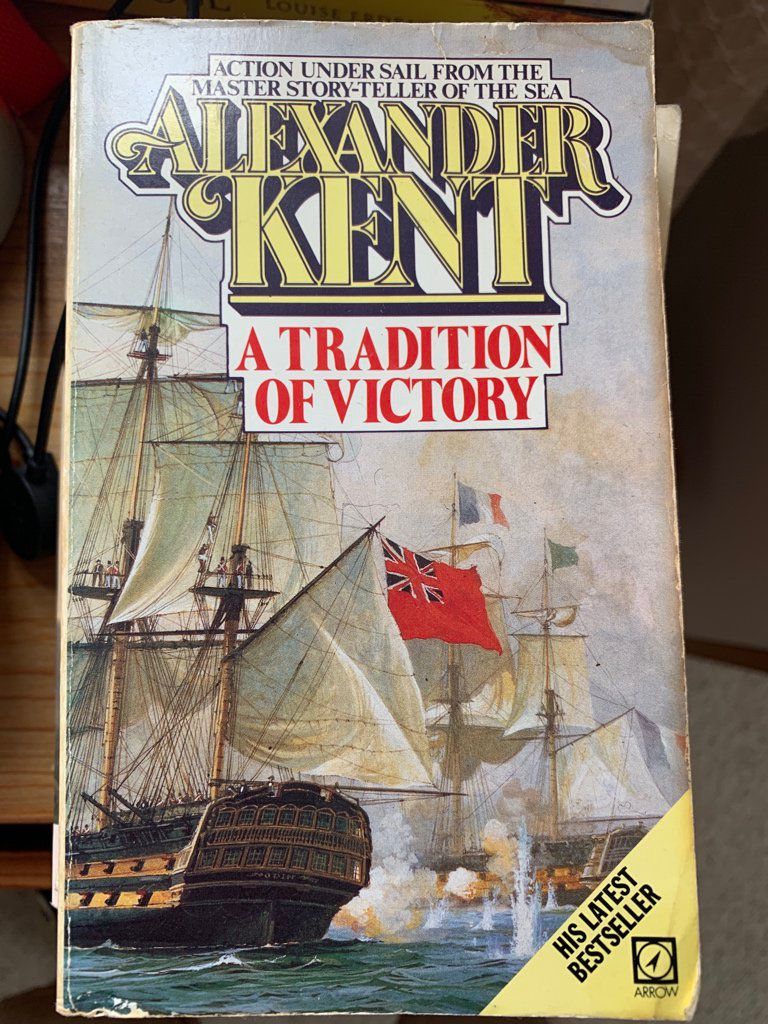 ACTION UNDER SAIL FROM THE
MASTER STORY-TELLER OF THE SEA
ALEXANDER
KENT
A TRADITION
OF VICTORY
HIS LATEST
BESTSELLER
ARROW